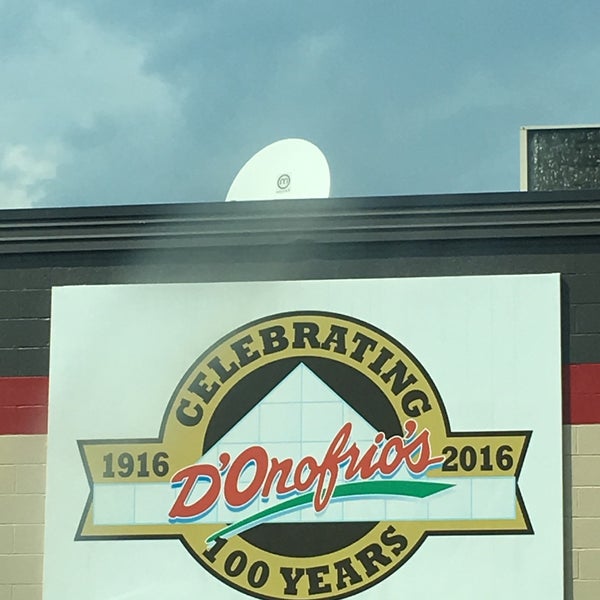 CELEBRATING
1916 D'Onofrio's 2016
100 YEARS